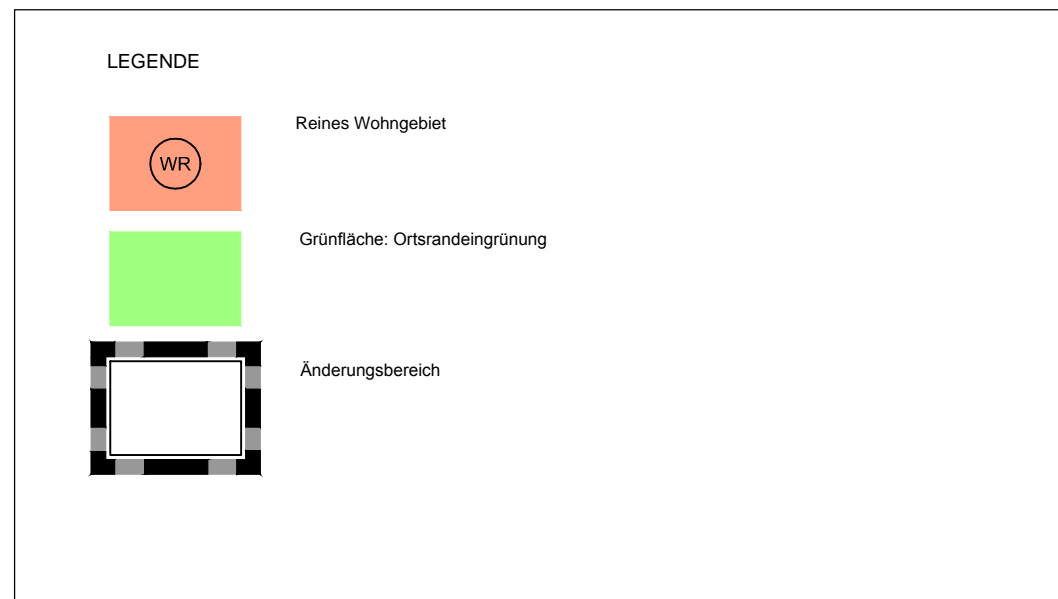 LEGENDE
Reines Wohngebiet
WR
Grünfläche: Ortsrandeingrünung
Änderungsbereich